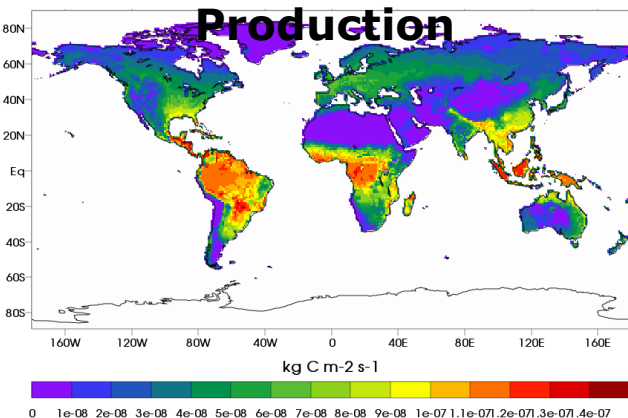 Production
80N
60N
40N
20N
Eq
20S
40S
60S
80S
160W 120W 80W 40W 0 40E 80E 120E 160E
kg C m-2 s-1
0 1e-08 2e-08 3e-08 4e-08 5e-08 6e-08 7e-08 8e-08 9e-08 1e-07 1.1e-07 1.2e-07 1.3e-07 1.4e-07